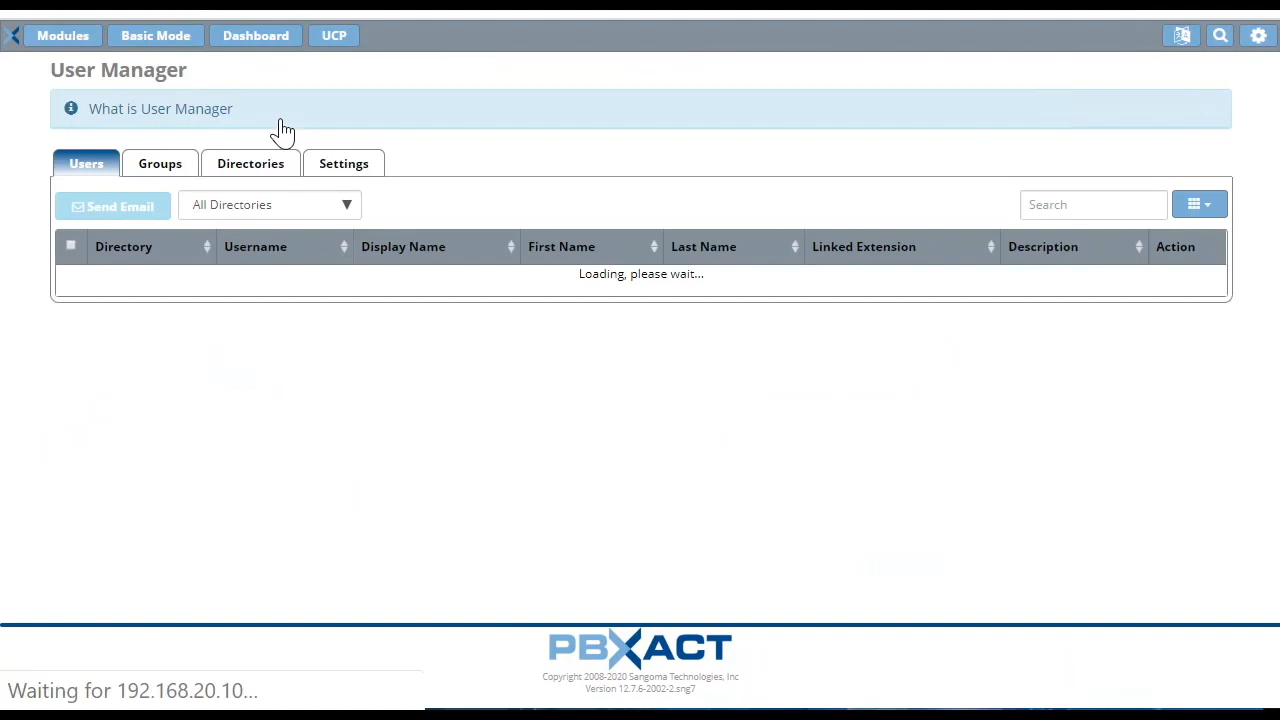 Modules Basic Mode Dashboard UCP
User Manager
What is User Manager
Users Groups Directories Settings
Send Email All Directories Search
Directory Username Display Name First Name Last Name Linked Extension Description Action
Loading, please wait...
PBXACT
Copyright 2008-2020 Sangoma Technologies, Inc
Version 12.7.6-2002-2.sng7
Waiting for 192.168.20.10...